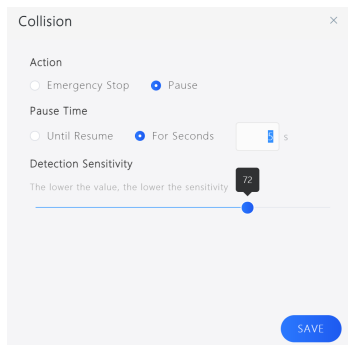 Collision ×
Action
Emergency Stop Pause
Pause Time
Until Resume For Seconds 5 s
Detection Sensitivity
The lower the value, the lower the sensitivity 72
SAVE